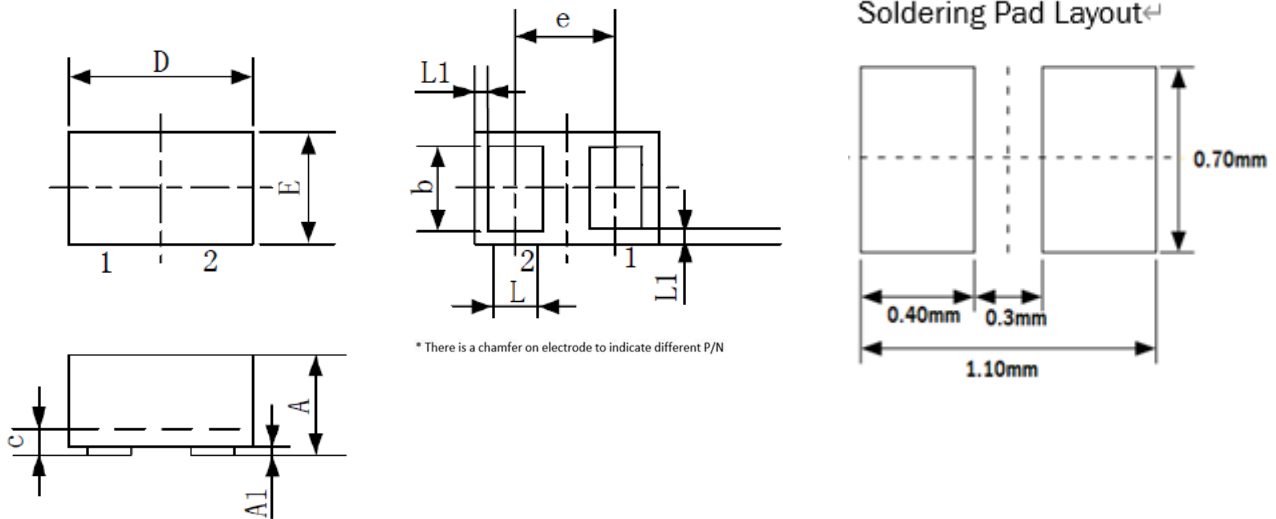 Soldering Pad Layout↵
D
E
1 2
e
L1
b
2 1
L
L1
* There is a chamfer on electrode to indicate different P/N
A
c
A1
0.70mm
0.40mm 0.3mm
1.10mm